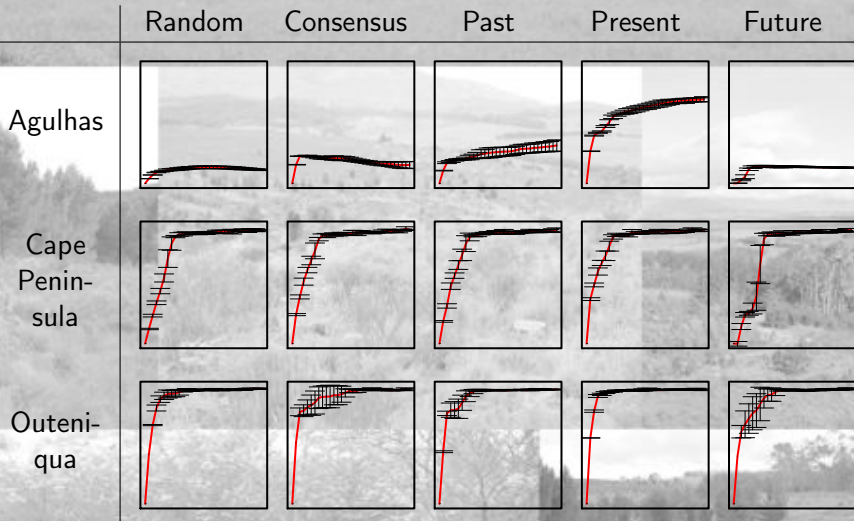 Random Consensus Past Present Future
Agulhas
Cape
Penin-
sula
Outeni-
qua